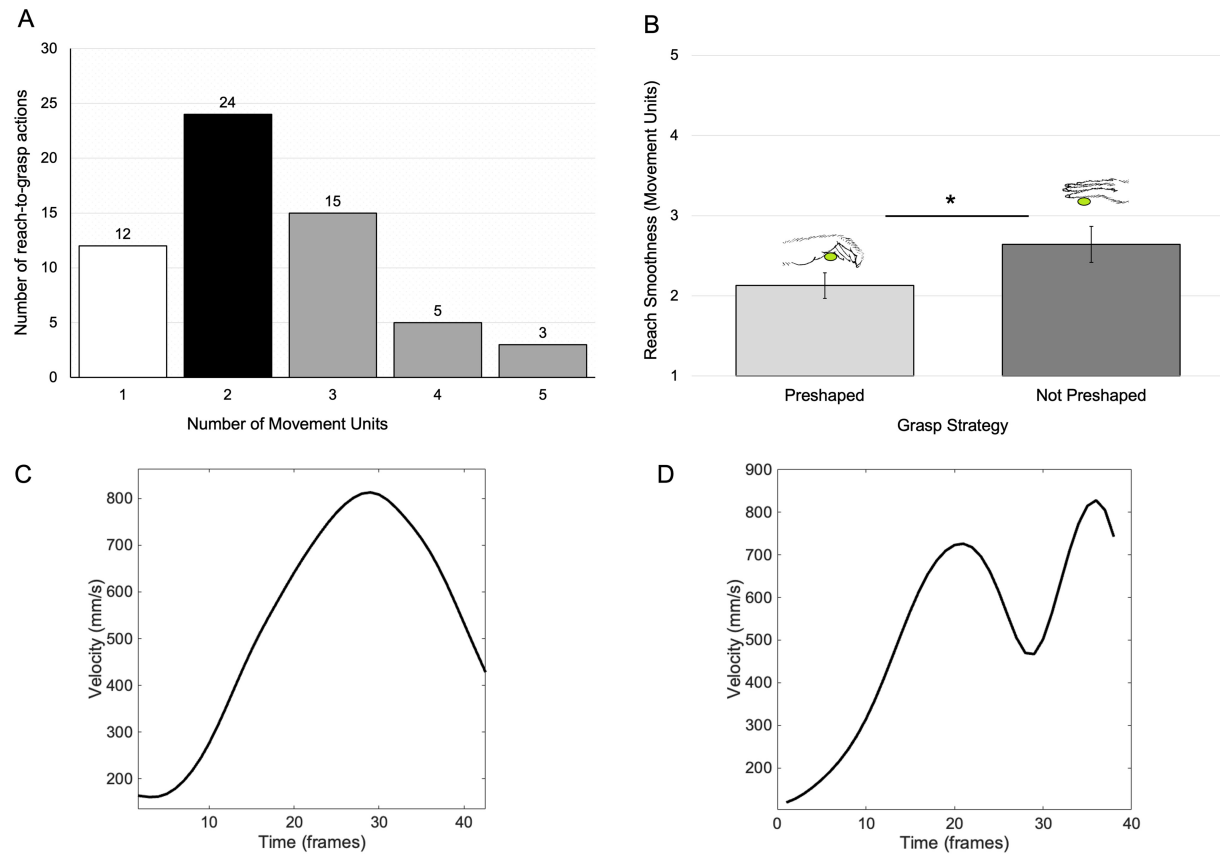 A
Number of reach-to-grasp actions
30
25
20
15
10
5
0
12
24
15
5
3
1 2 3 4 5
Number of Movement Units
B
Reach Smoothness (Movement Units)
5
4
3
2
1
*
Preshaped Not Preshaped
Grasp Strategy
C
Velocity (mm/s)
800
700
600
500
400
300
200
10 20 30 40
Time (frames)
D
Velocity (mm/s)
900
800
700
600
500
400
300
200
0 10 20 30 40
Time (frames)